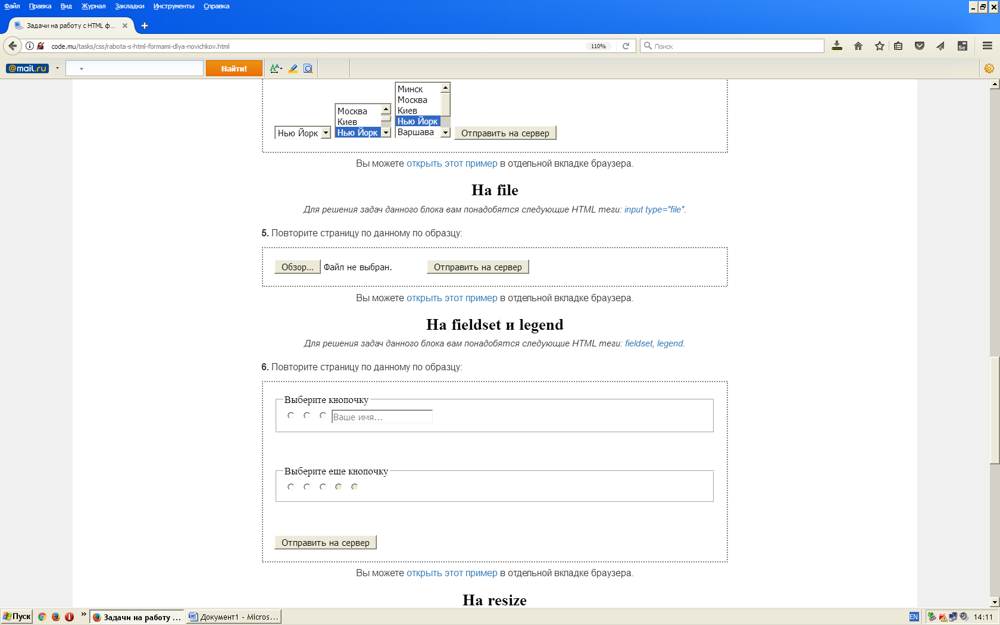 Файл Правка Вид Журнал Закладки Инструменты Справка
Задачи на работу с HTML ф...
code.mu/tasks/css/rabota-s-html-formami-dlya-novichkov.html 110% Поиск Se
@mail.ru Найти!
Минск
Москва
Киев
Нью Йорк
Варшава
Москва
Киев
Нью Йорк
Нью Йорк
Отправить на сервер
Вы можете открыть этот пример в отдельной вкладке браузера.
На file
Для решения задач данного блока вам понадобятся следующие HTML теги: input type="file".
5. Повторите страницу по данному по образцу:
Обзор... Файл не выбран. Отправить на сервер
Вы можете открыть этот пример в отдельной вкладке браузера.
На fieldset и legend
Для решения задач данного блока вам понадобятся следующие HTML теги: fieldset, legend.
6. Повторите страницу по данному по образцу:
Выберите кнопочку
Ваше имя...
Выберите еще кнопочку
Отправить на сервер
Вы можете открыть этот пример в отдельной вкладке браузера.
На resize
Пуск » Задачи на работу ... Документ1 - Micros... EN 14:11